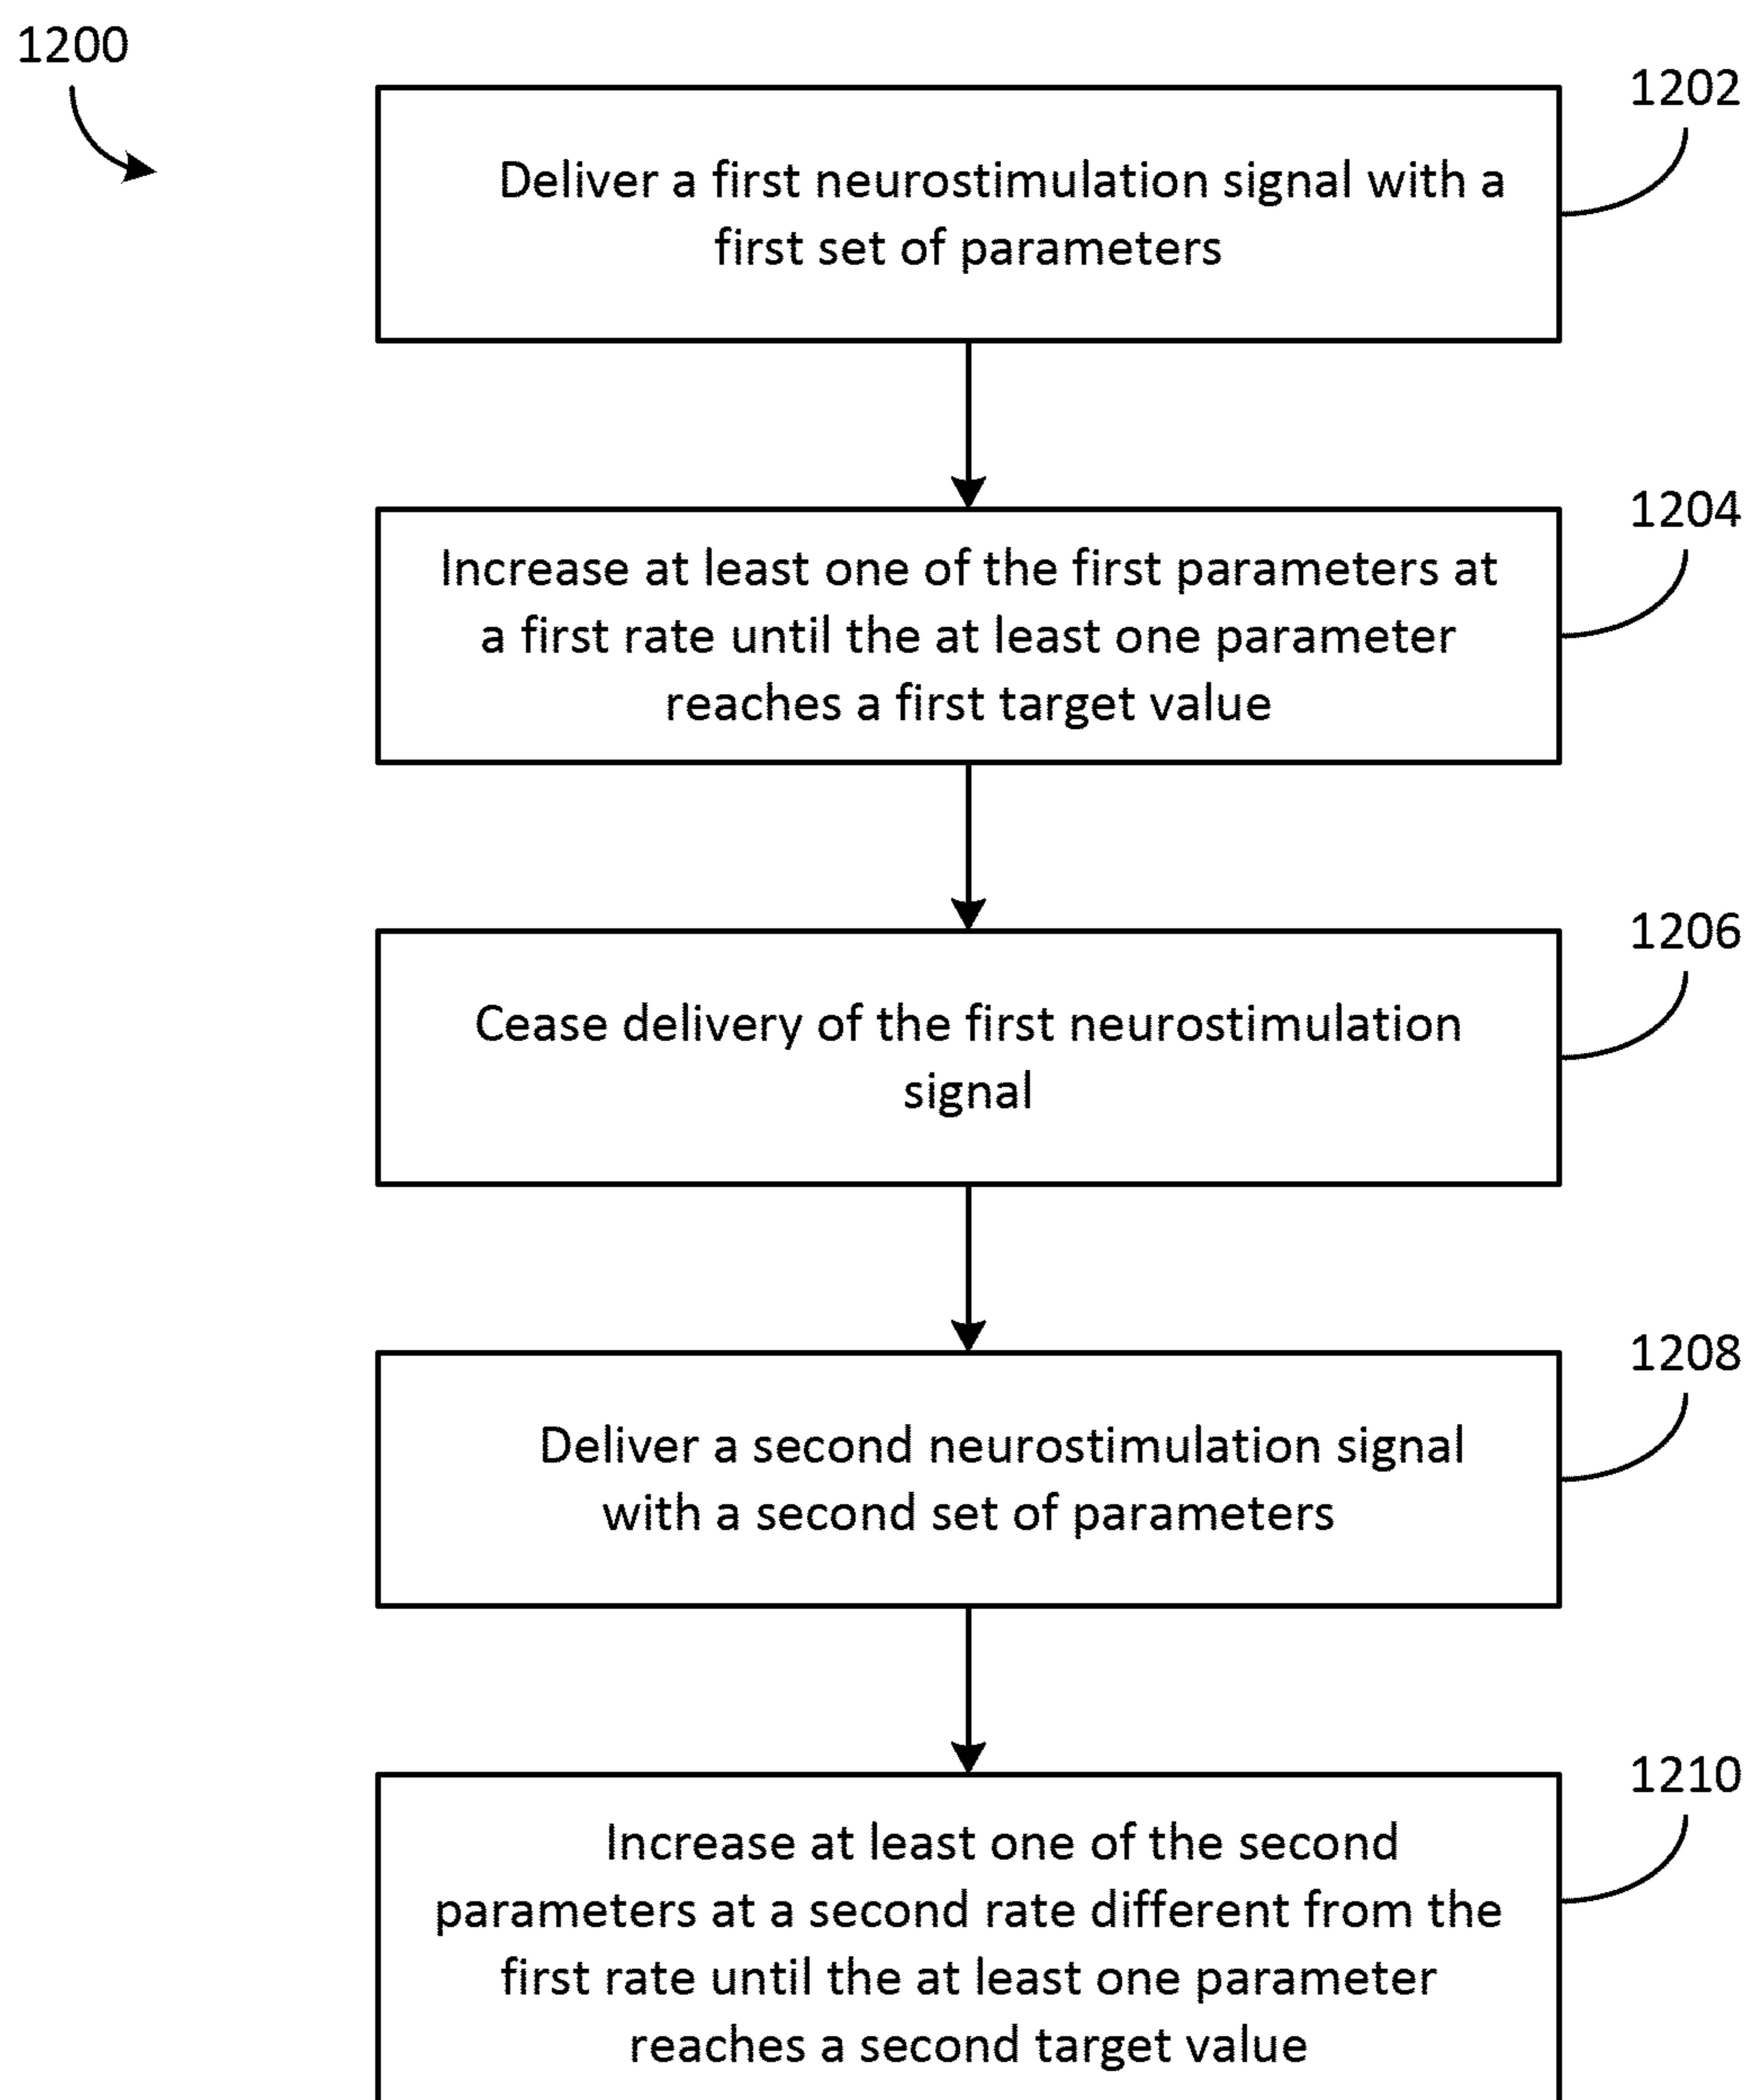 1200
1202
Deliver a first neurostimulation signal with a
first set of parameters
1204
Increase at least one of the first parameters at
a first rate until the at least one parameter
reaches a first target value
1206
Cease delivery of the first neurostimulation
signal
1208
Deliver a second neurostimulation signal
with a second set of parameters
1210
Increase at least one of the second
parameters at a second rate different from the
first rate until the at least one parameter
reaches a second target value